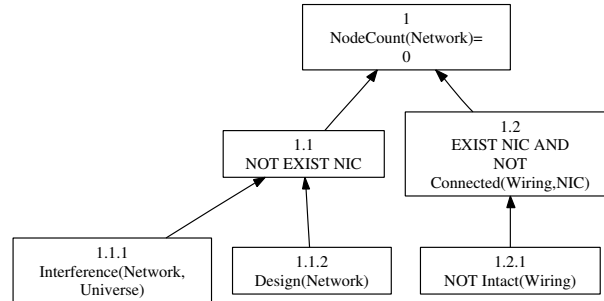 1
NodeCount(Network)=
0
1.1
NOT EXIST NIC
1.2
EXIST NIC AND
NOT
Connected(Wiring,NIC)
1.1.1
Interference(Network,
Universe)
1.1.2
Design(Network)
1.2.1
NOT Intact(Wiring)